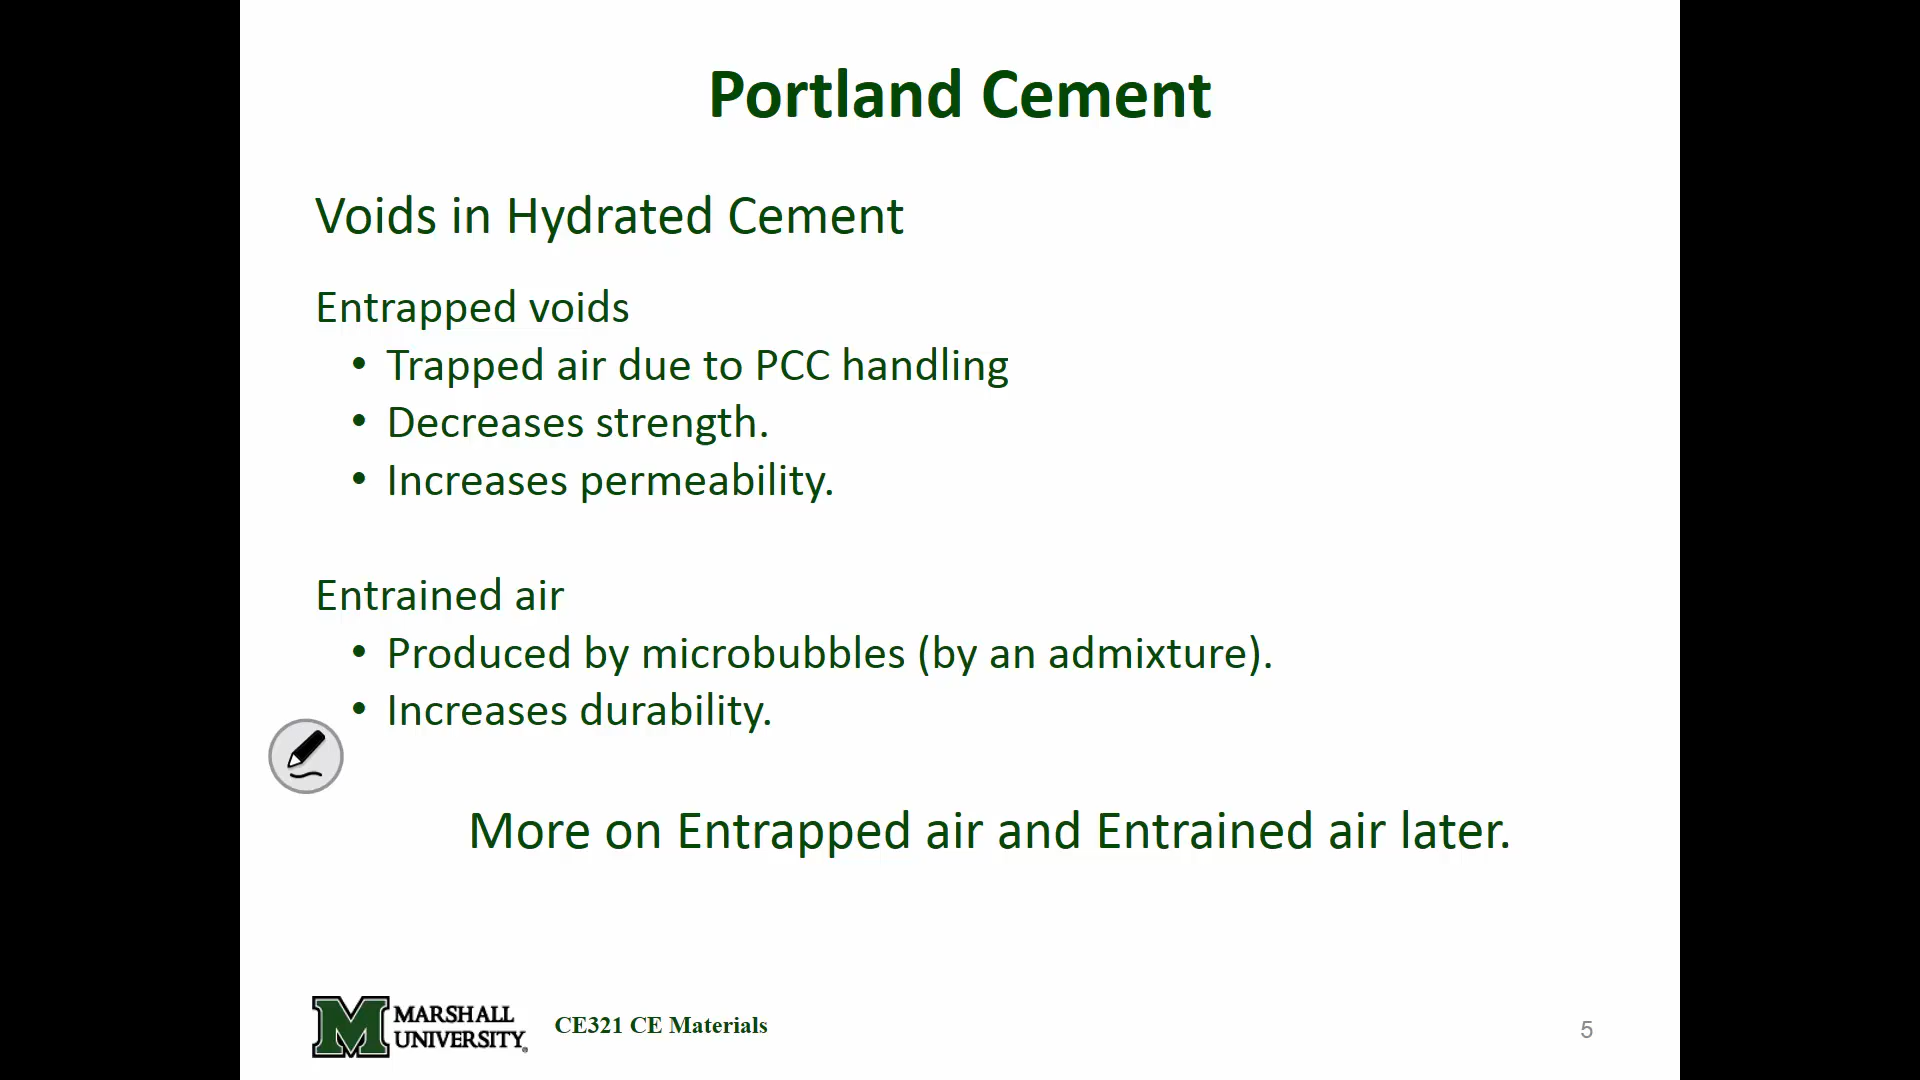 Portland Cement
Voids in Hydrated Cement
Entrapped voids
• Trapped air due to PCC handling
• Decreases strength.
• Increases permeability.
Entrained air
• Produced by microbubbles (by an admixture).
• Increases durability.
More on Entrapped air and Entrained air later.
M MARSHALL
UNIVERSITY®
CE321 CE Materials
5